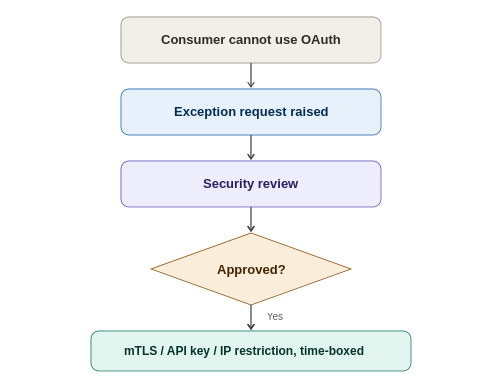 Consumer cannot use OAuth
Exception request raised
Security review
Approved?
Yes
mTLS / API key / IP restriction, time-boxed